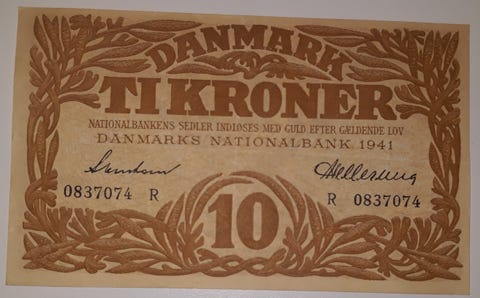 DANMARK
TI KRONER
NATIONALBANKENS SEDLER INDLØSES MED GULD EFTER GÆLDENDE LOV
DANMARKS NATIONALBANK 1941
0837074 R R 0837074
10